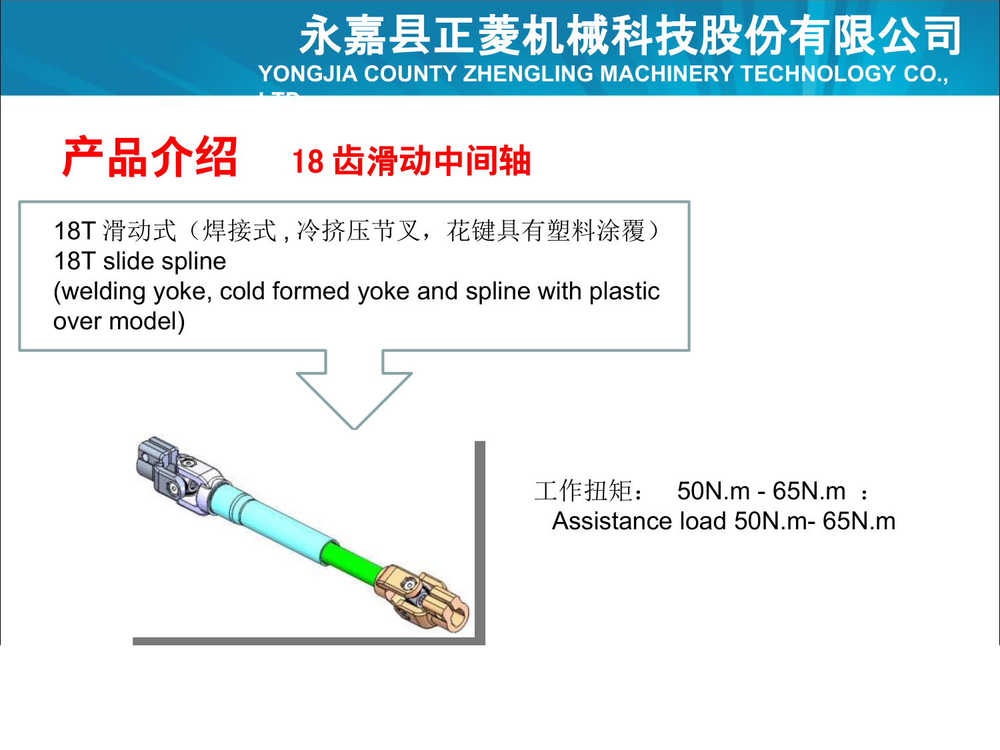 永嘉县正菱机械科技股份有限公司
YONGJIA COUNTY ZHENGLING MACHINERY TECHNOLOGY CO.,
产品介绍 18 齿滑动中间轴
18T 滑动式（焊接式 , 冷挤压节叉，花键具有塑料涂覆）
18T slide spline
(welding yoke, cold formed yoke and spline with plastic
over model)
工作扭矩： 50N.m - 65N.m ：
Assistance load 50N.m- 65N.m